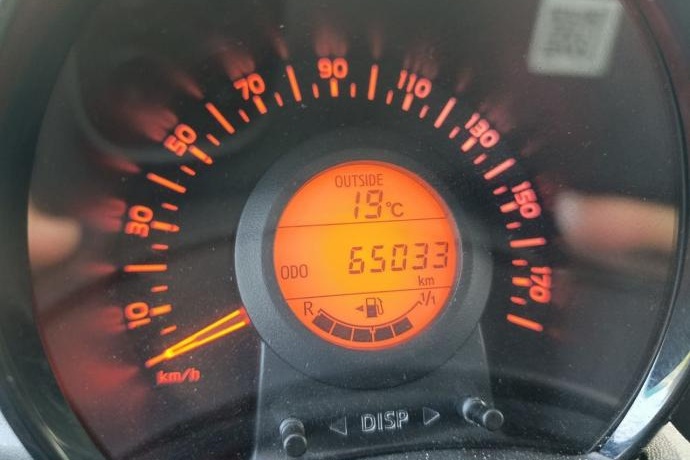 10
30
50
70
90
110
130
150
170
km/h
OUTSIDE
19°C
ODO 65033
km
R 1/1
DISP